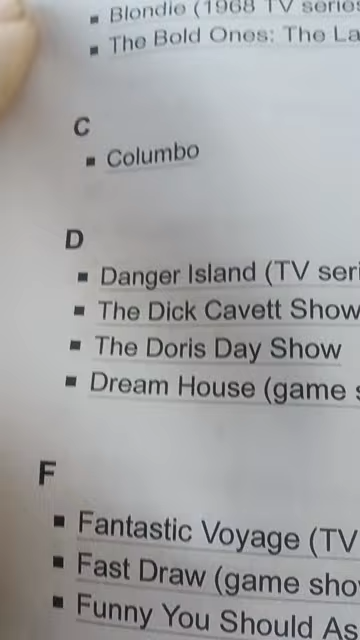 Blondie (1968 TV series
The Bold Ones: The La
C
Columbo
D
Danger Island (TV seri
The Dick Cavett Show
The Doris Day Show
Dream House (game s
F
Fantastic Voyage (TV
Fast Draw (game sho
Funny You Should As